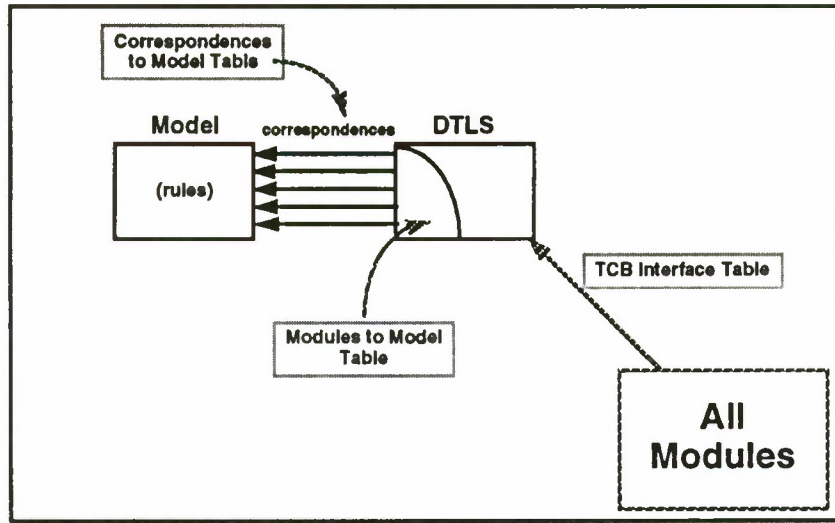 Correspondences
to Model Table
Model
correspondences
DTLS
(rules)
TCB Interface Table
Modules to Model
Table
All
Modules